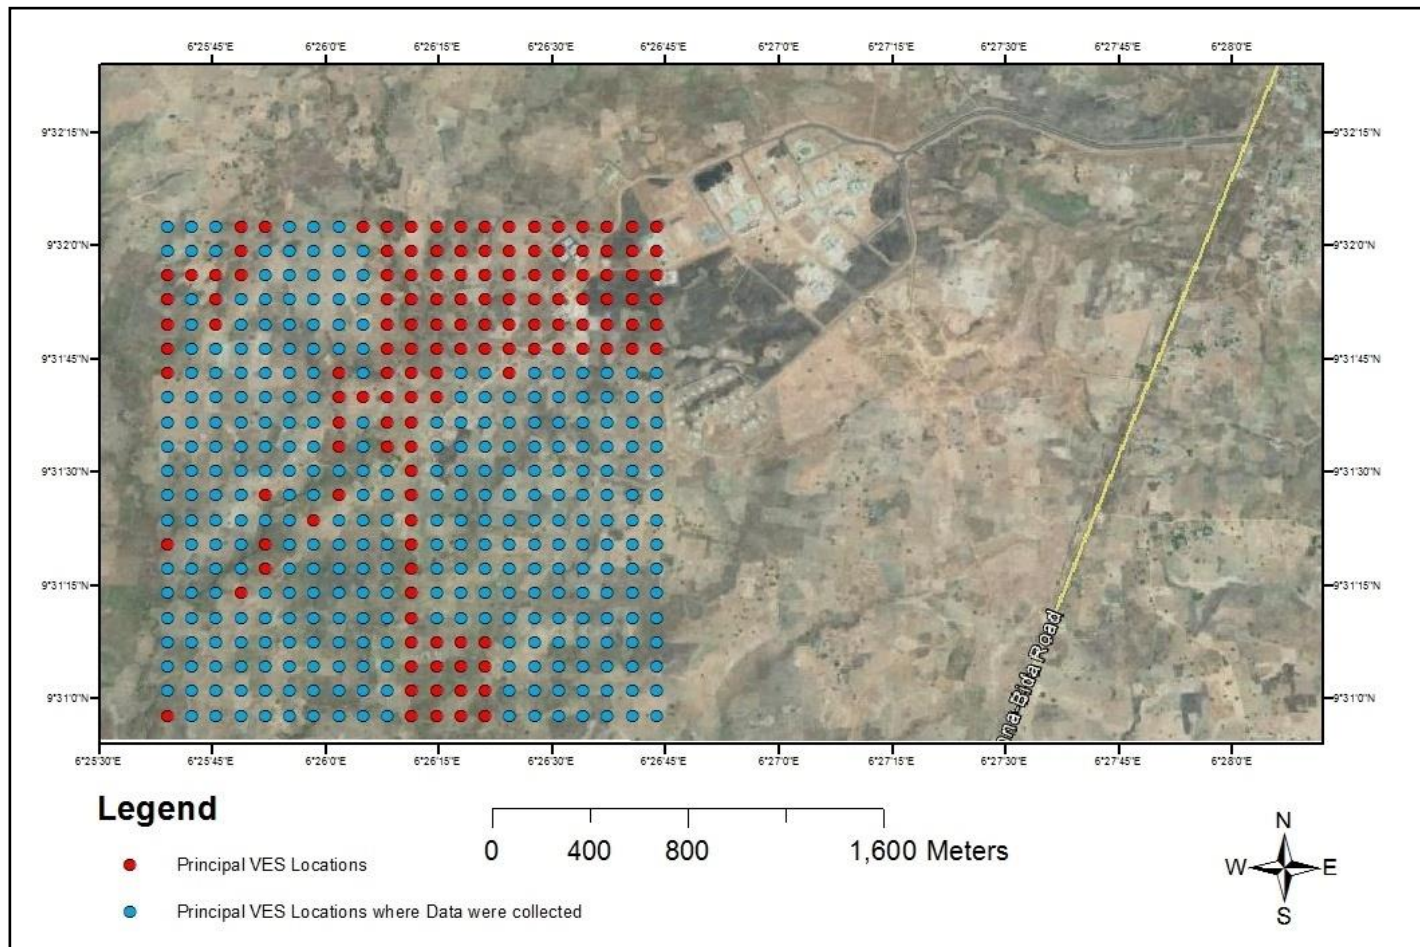 6°25'45"E 6°26'0"E 6°26'15"E 6°26'30"E 6°26'45"E 6°27'0"E 6°27'15"E 6°27'30"E 6°27'45"E 6°28'0"E
9°32'15"N 9°32'15"N
9°32'0"N 9°32'0"N
9°31'45"N 9°31'45"N
9°31'30"N 9°31'30"N
9°31'15"N 9°31'15"N
9°31'0"N 9°31'0"N
na-Bida Road
6°25'30"E 6°25'45"E 6°26'0"E 6°26'15"E 6°26'30"E 6°26'45"E 6°27'0"E 6°27'15"E 6°27'30"E 6°27'45"E 6°28'0"E
Legend
0 400 800 1,600 Meters
Principal VES Locations
Principal VES Locations where Data were collected
N
W E
S